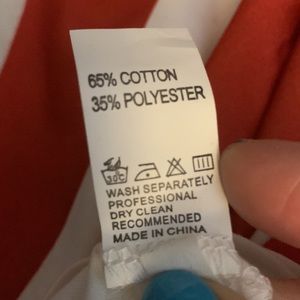 65% COTTON
35% POLYESTER
30℃
WASH SEPARATELY
PROFESSIONAL
DRY CLEAN
RECOMMENDED
MADE IN CHINA